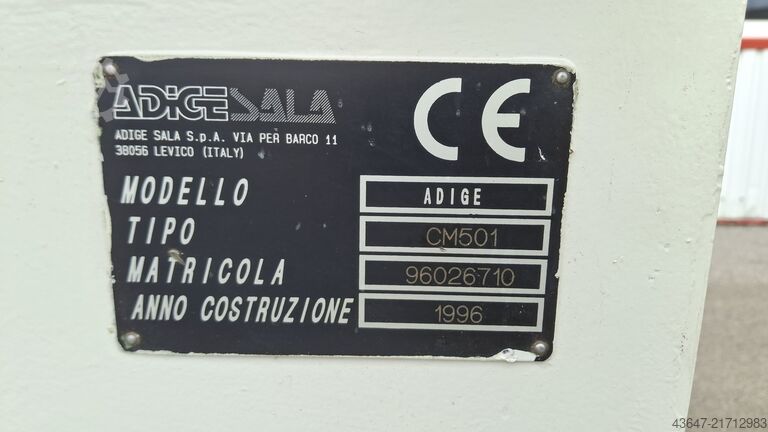 ADIGE SALA
ADIGE SALA S.p.A. VIA PER BARCO 11
38056 LEVICO (ITALY)
CE
MODELLO ADIGE
TIPO CM501
MATRICOLA 96026710
ANNO COSTRUZIONE 1996
43647-21712983